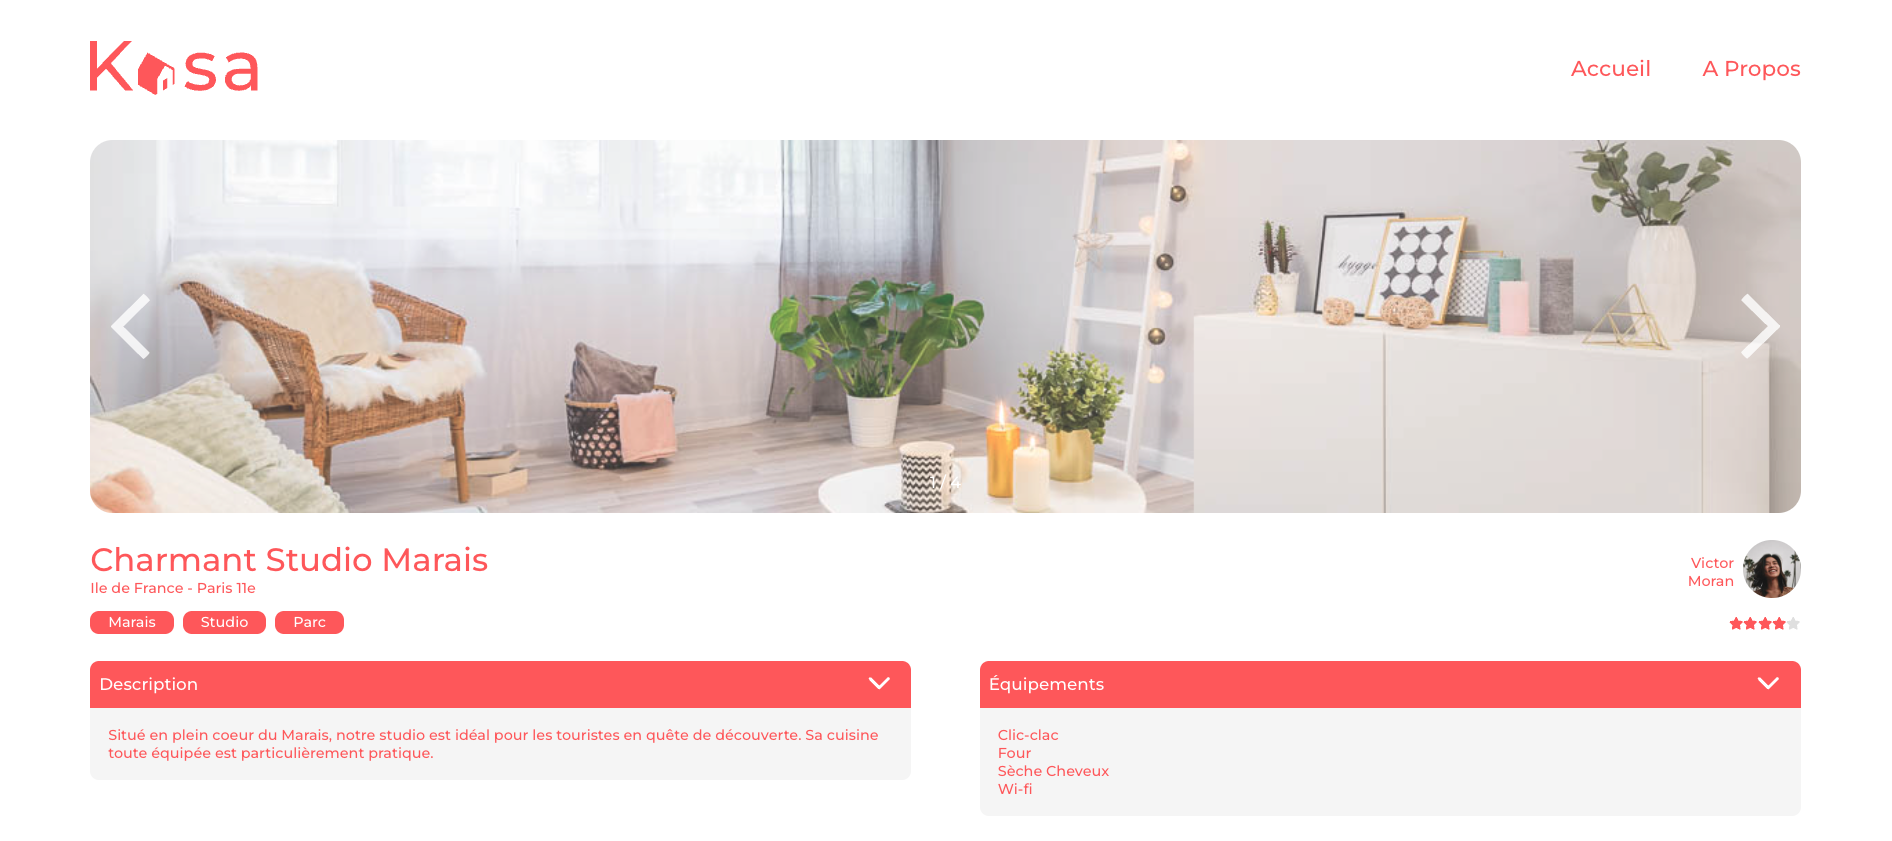 Kasa
Accueil
A Propos
hygge
1 / 4
Charmant Studio Marais
Ile de France - Paris 11e
Marais
Studio
Parc
Victor
Moran
Description
Situé en plein coeur du Marais, notre studio est idéal pour les touristes en quête de découverte. Sa cuisine
toute équipée est particulièrement pratique.
Équipements
Clic-clac
Four
Sèche Cheveux
Wi-fi